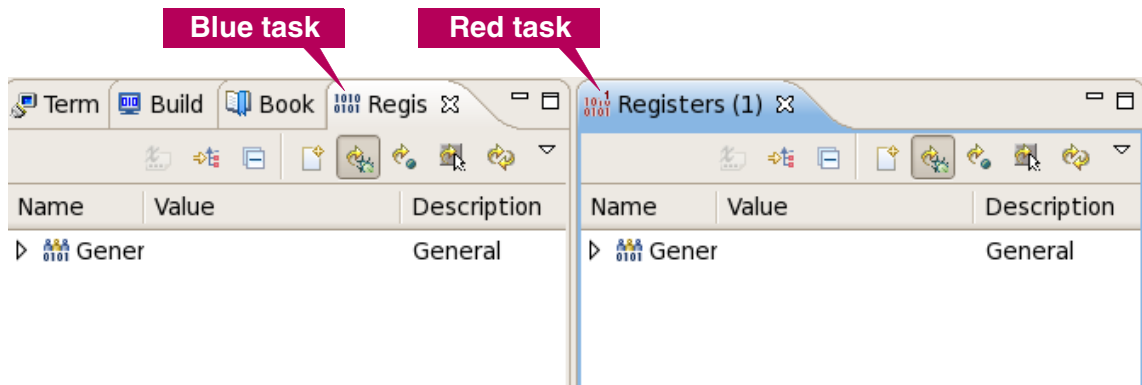 Blue task Red task
Term Build Book Regis Registers (1)
Name Value Description Name Value Description
Gener General Gener General